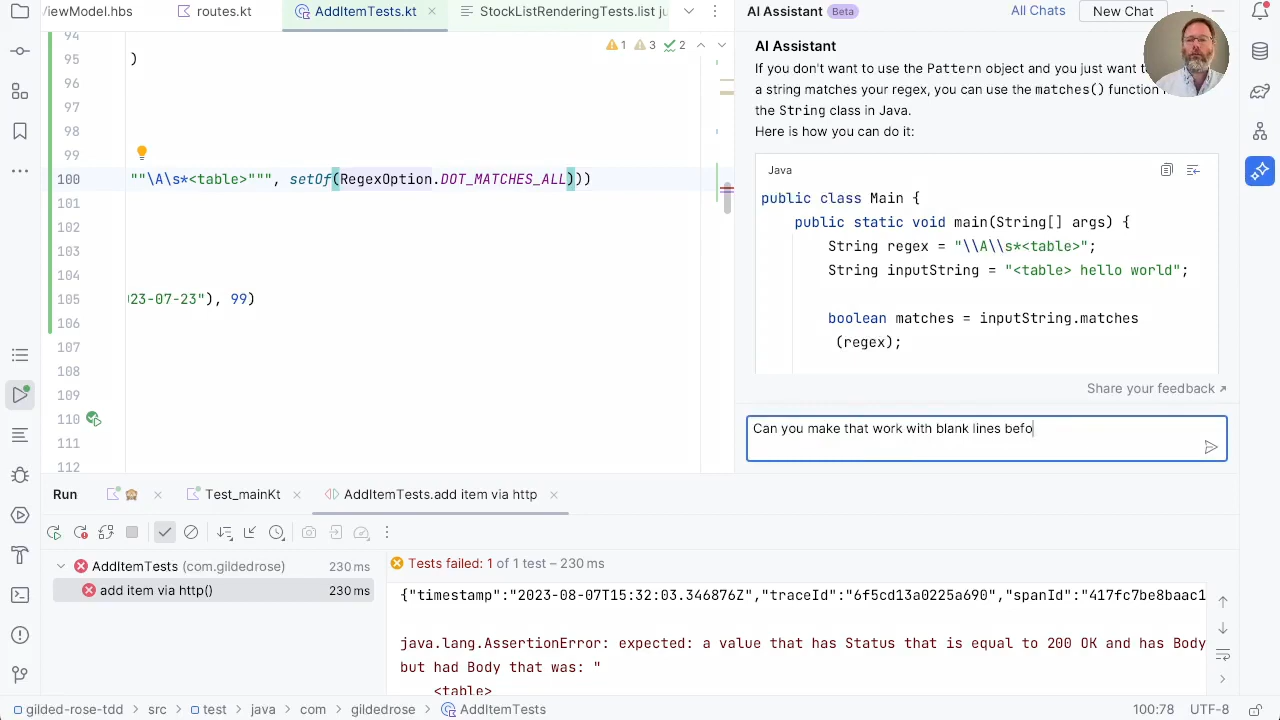 /iewModel.hbs
routes.kt
AddItemTests.kt
StockListRenderingTests.list
AI Assistant Beta
All Chats
New Chat
94
95 )
96
97
98
99
100 ""\A\s*<table>""", setOf(RegexOption.DOT_MATCHES_ALL)))
101
102
103
104
105 23-07-23"), 99)
106
107
108
109
110
111
112
1 3 2
AI Assistant
If you don't want to use the Pattern object and you just want
a string matches your regex, you can use the matches() function
the String class in Java.
Here is how you can do it:
Java
public class Main {
public static void main(String[] args) {
String regex = "\\A\\s*<table>";
String inputString = "<table> hello world";
boolean matches = inputString.matches
(regex);
Share your feedback ↗
Can you make that work with blank lines befo
Run
Test_mainKt
AddItemTests.add item via http
AddItemTests (com.gildedrose) 230 ms
add item via http() 230 ms
Tests failed: 1 of 1 test – 230 ms
{"timestamp":"2023-08-07T15:32:03.346876Z","traceId":"6f5cd13a0225a690","spanId":"417fc7be8baac1
java.lang.AssertionError: expected: a value that has Status that is equal to 200 OK and has Body
but had Body that was: "
<table>
gilded-rose-tdd > src > test > java > com > gildedrose > AddItemTests
100:78 UTF-8